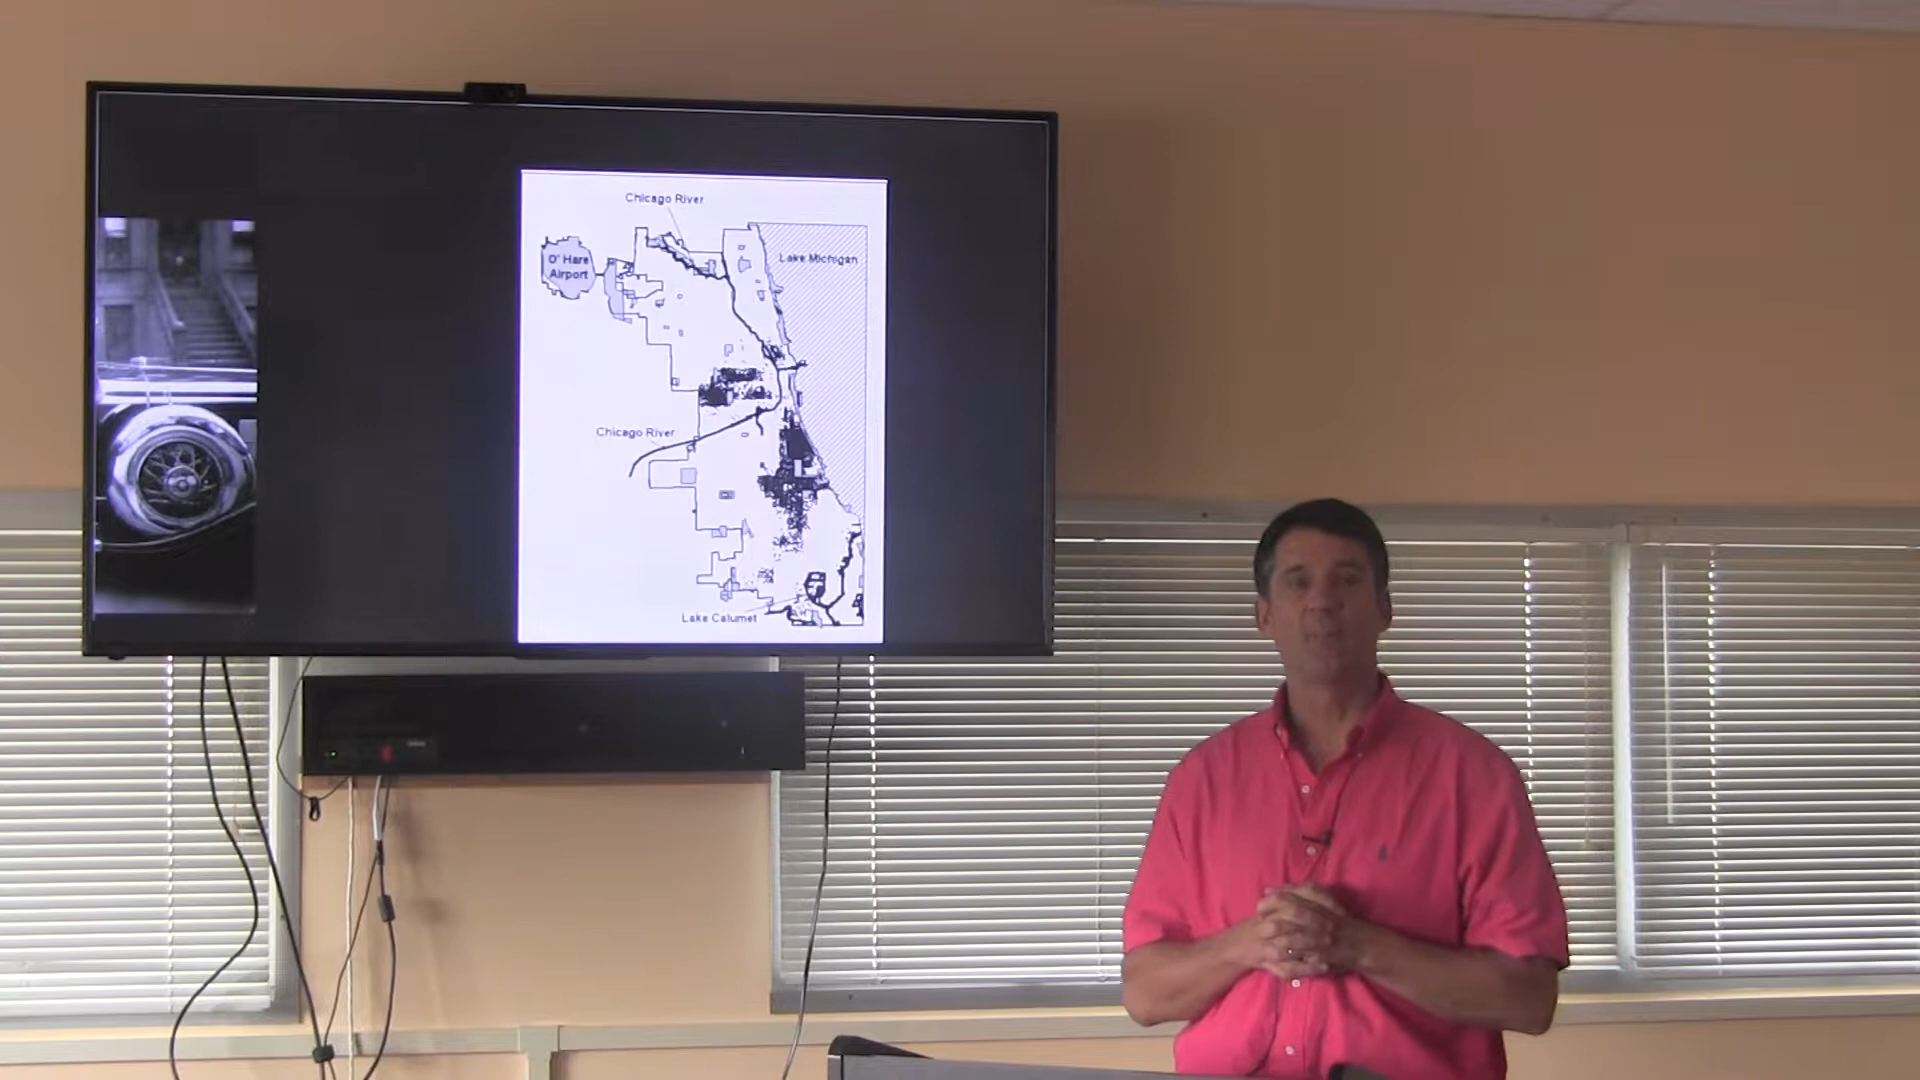 Chicago River
O' Hare
Airport
Lake Michigan
Chicago River
Lake Calumet